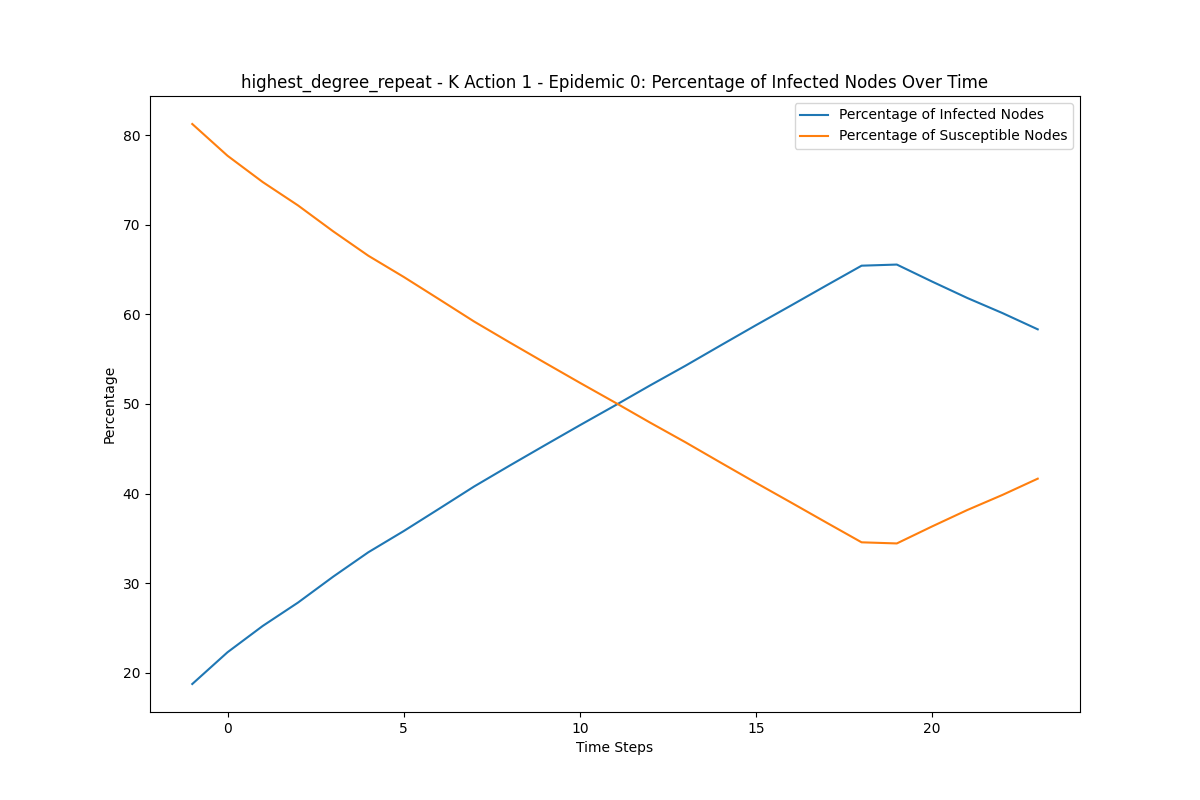 highest_degree_repeat - K Action 1 - Epidemic 0: Percentage of Infected Nodes Over Time
Percentage of Infected Nodes
Percentage of Susceptible Nodes
80
70
60
50
40
30
20
Percentage
0 5 10 15 20
Time Steps